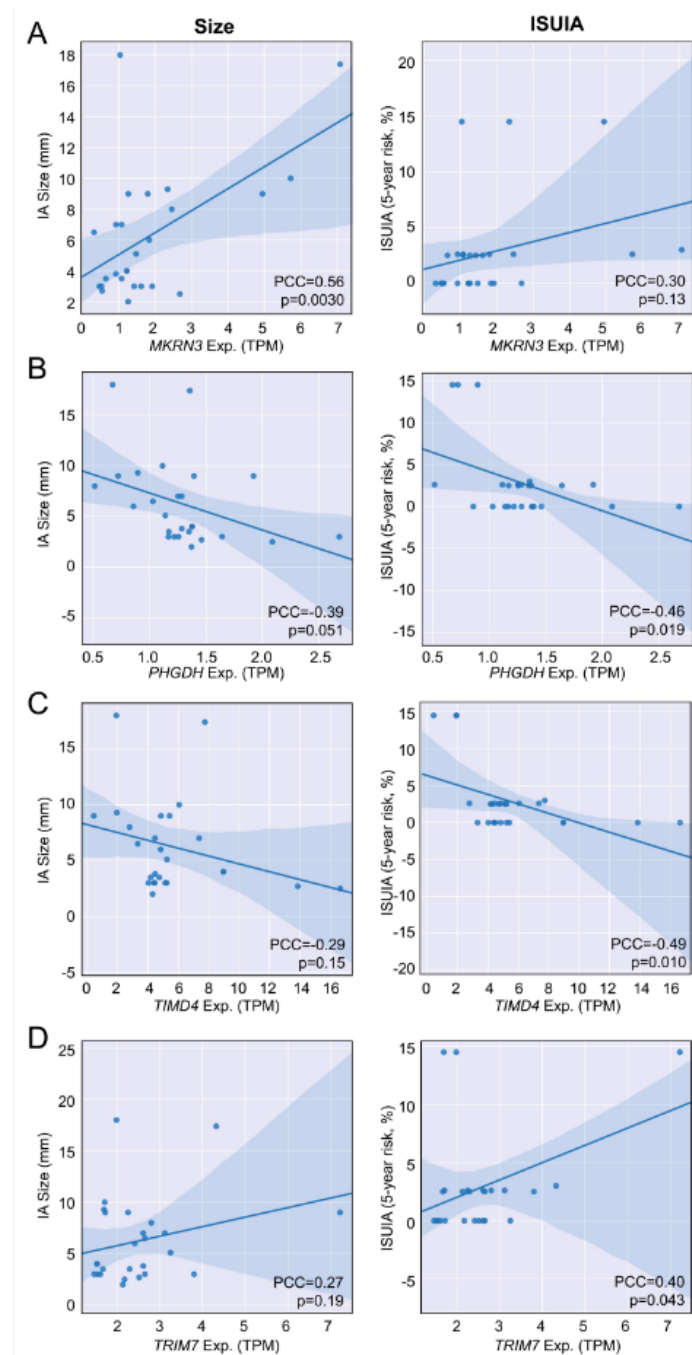 Size
ISUIA
A
18
16
14
12
10
8
6
4
2
IA Size (mm)
PCC=0.56
p=0.0030
0 1 2 3 4 5 6 7
MKRN3 Exp. (TPM)
20
15
10
5
0
ISUIA (5-year risk, %)
PCC=0.30
p=0.13
0 1 2 3 4 5 6 7
MKRN3 Exp. (TPM)
B
15
10
5
0
-5
IA Size (mm)
PCC=-0.39
p=0.051
0.5 1.0 1.5 2.0 2.5
PHGDH Exp. (TPM)
15
10
5
0
-5
-10
-15
ISUIA (5-year risk, %)
PCC=-0.46
p=0.019
0.5 1.0 1.5 2.0 2.5
PHGDH Exp. (TPM)
C
15
10
5
0
-5
IA Size (mm)
PCC=-0.29
p=0.15
0 2 4 6 8 10 12 14 16
TIMD4 Exp. (TPM)
15
10
5
0
-5
-10
-15
-20
ISUIA (5-year risk, %)
PCC=-0.49
p=0.010
0 2 4 6 8 10 12 14 16
TIMD4 Exp. (TPM)
D
25
20
15
10
5
0
IA Size (mm)
PCC=0.27
p=0.19
2 3 4 5 6 7
TRIM7 Exp. (TPM)
15
10
5
0
-5
ISUIA (5-year risk, %)
PCC=0.40
p=0.043
2 3 4 5 6 7
TRIM7 Exp. (TPM)